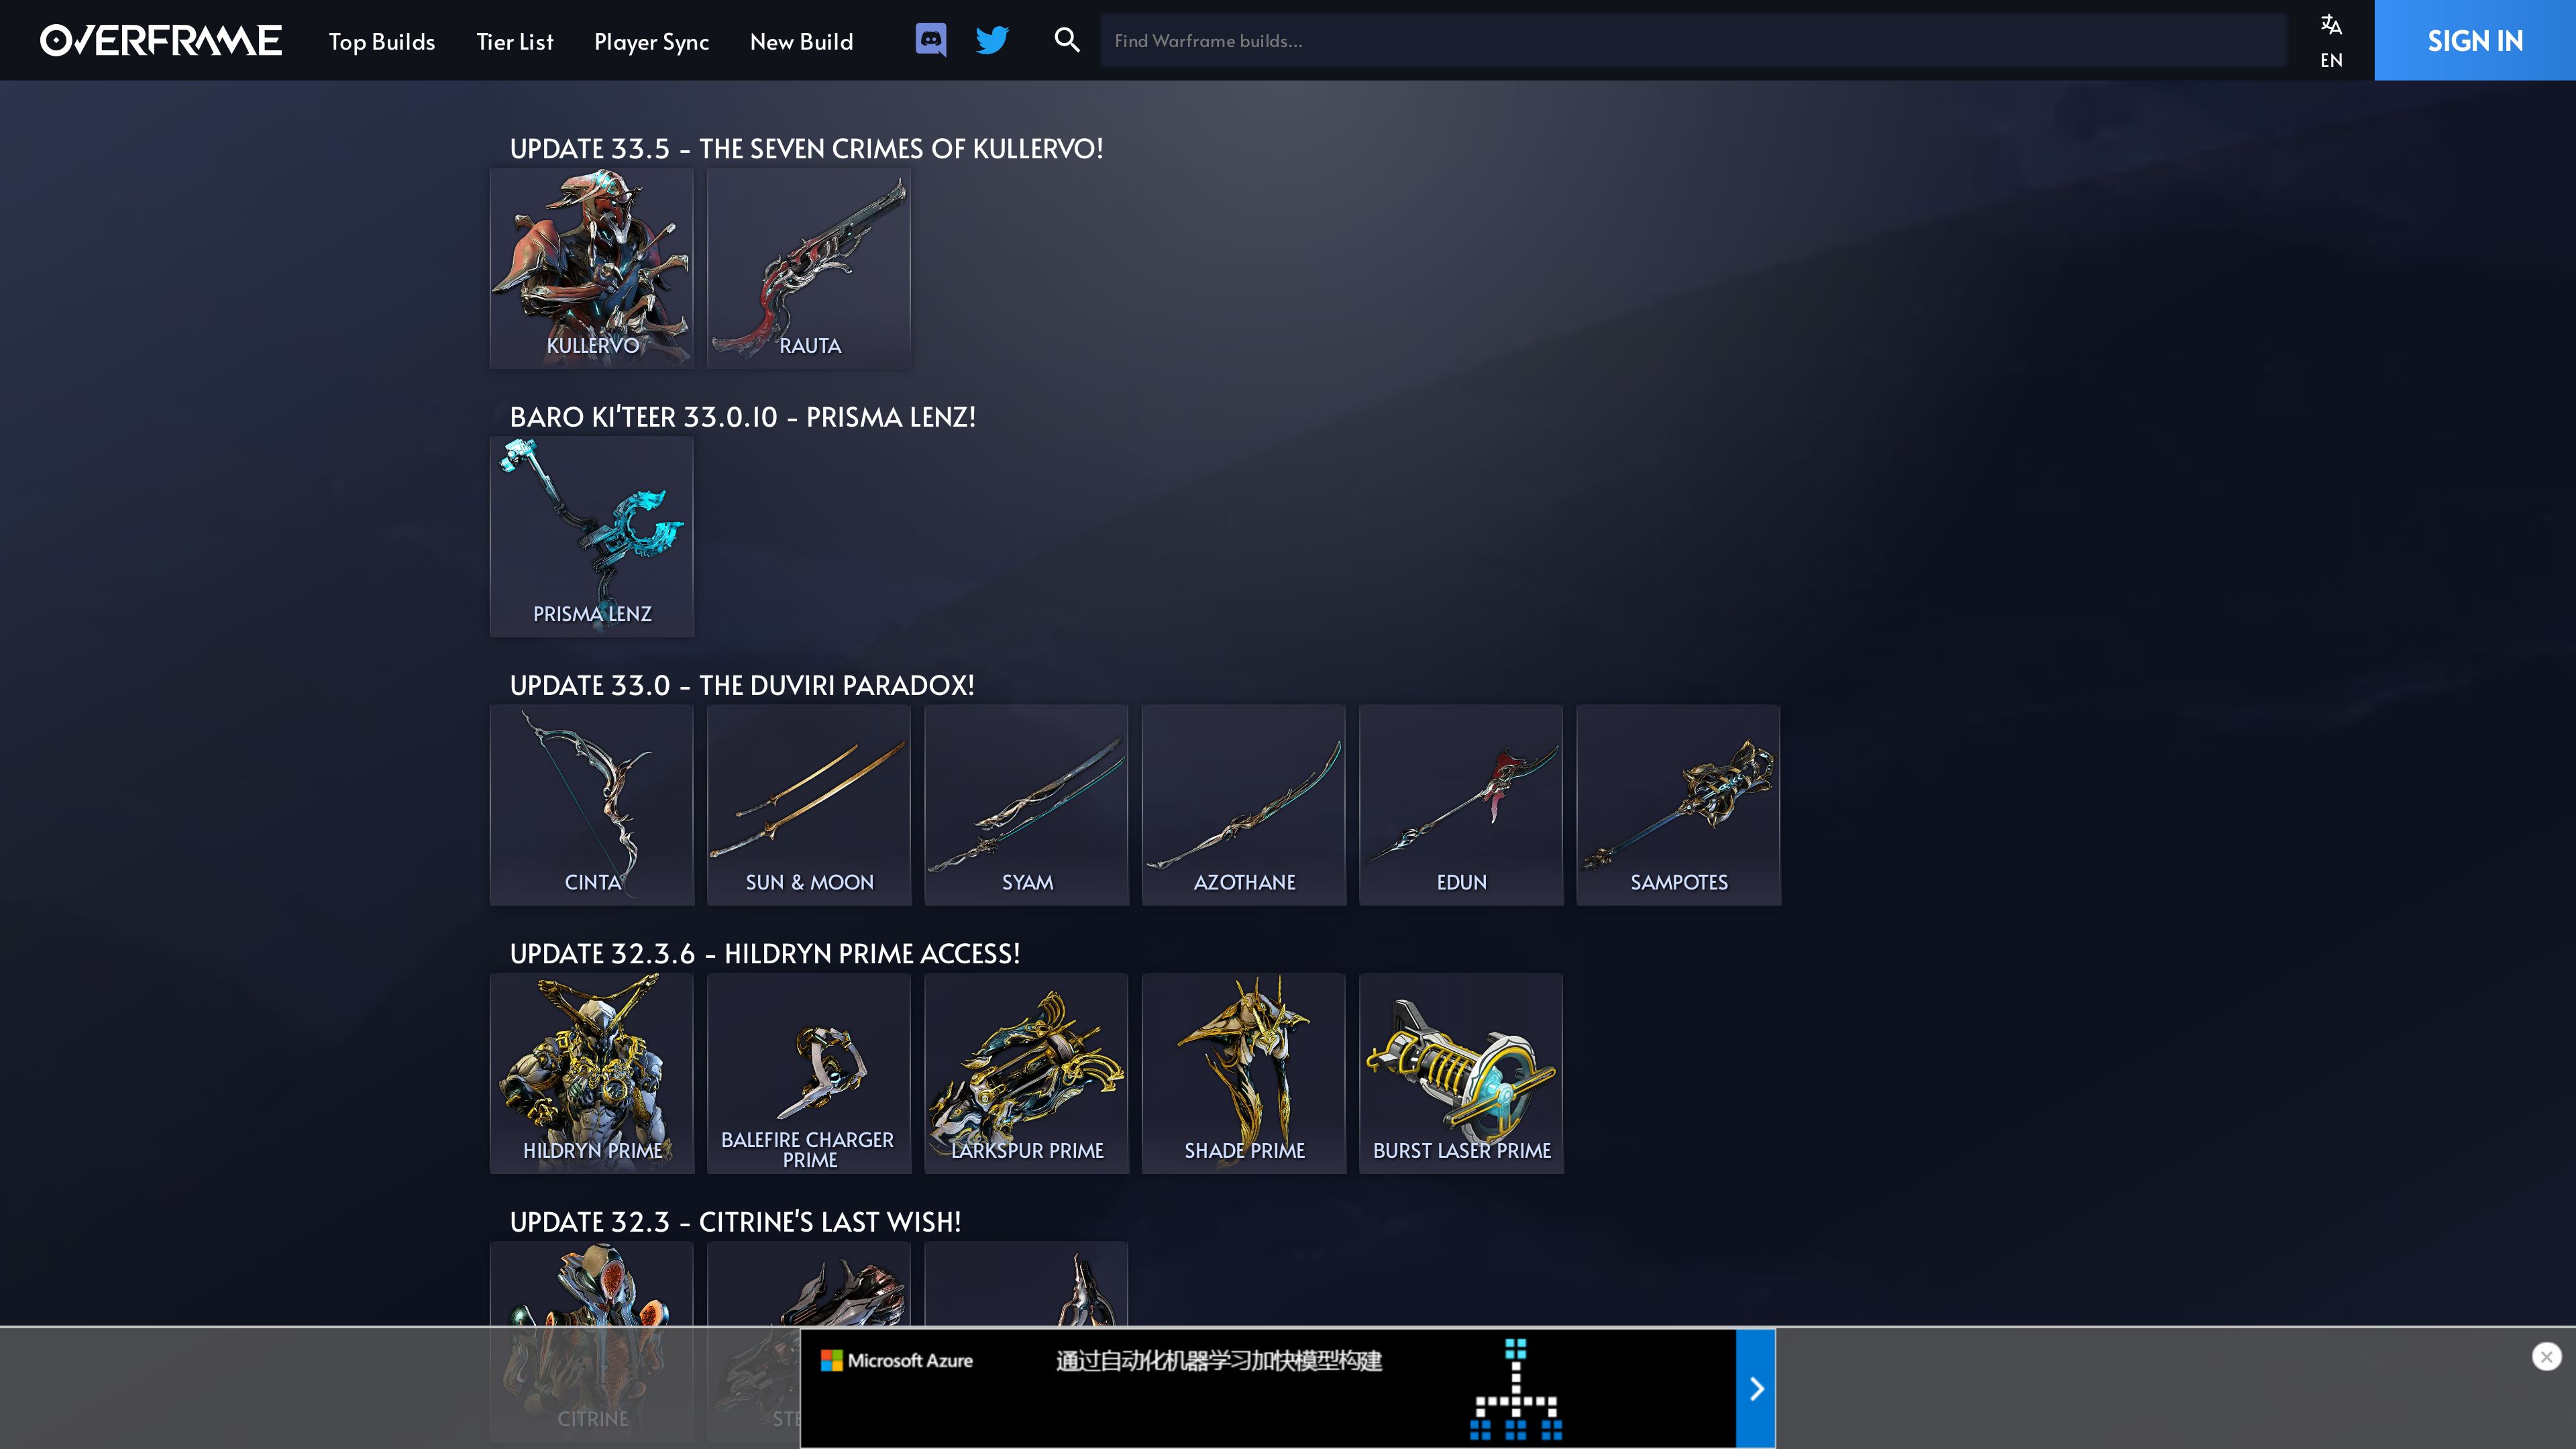 OVERFRAME
Top Builds
Tier List
Player Sync
New Build
Find Warframe builds...
EN
SIGN IN
UPDATE 33.5 - THE SEVEN CRIMES OF KULLERVO!
KULLERVO
RAUTA
BARO KI'TEER 33.0.10 - PRISMA LENZ!
PRISMA LENZ
UPDATE 33.0 - THE DUVIRI PARADOX!
CINTA
SUN & MOON
SYAM
AZOTHANE
EDUN
SAMPOTES
UPDATE 32.3.6 - HILDRYN PRIME ACCESS!
HILDRYN PRIME
BALEFIRE CHARGER
PRIME
LARKSPUR PRIME
SHADE PRIME
BURST LASER PRIME
UPDATE 32.3 - CITRINE'S LAST WISH!
CITRINE
Microsoft Azure
通过自动化机器学习加快模型构建